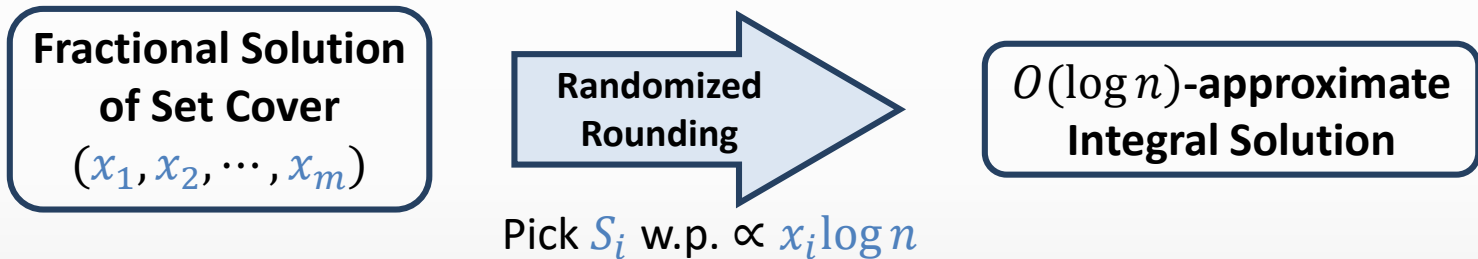 Fractional Solution
of Set Cover
(x₁, x₂, ⋯ , xₘ)
Randomized
Rounding
Pick Sᵢ w.p. ∝ xᵢ log n
O(log n)-approximate
Integral Solution